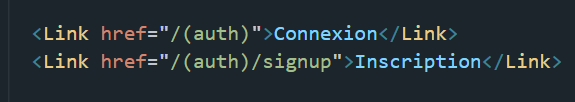 <Link href="/(auth)">Connexion</Link>
<Link href="/(auth)/signup">Inscription</Link>